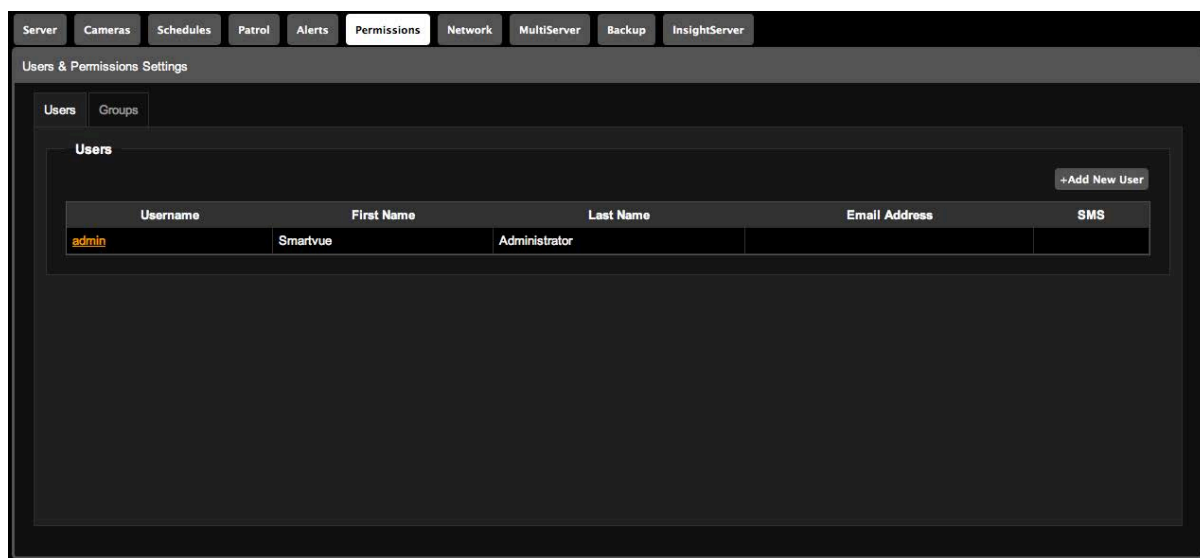 Server Cameras Schedules Patrol Alerts Permissions Network MultiServer Backup InsightServer
Users & Permissions Settings
Users Groups
Users
+Add New User
Username First Name Last Name Email Address SMS
admin Smartvue Administrator